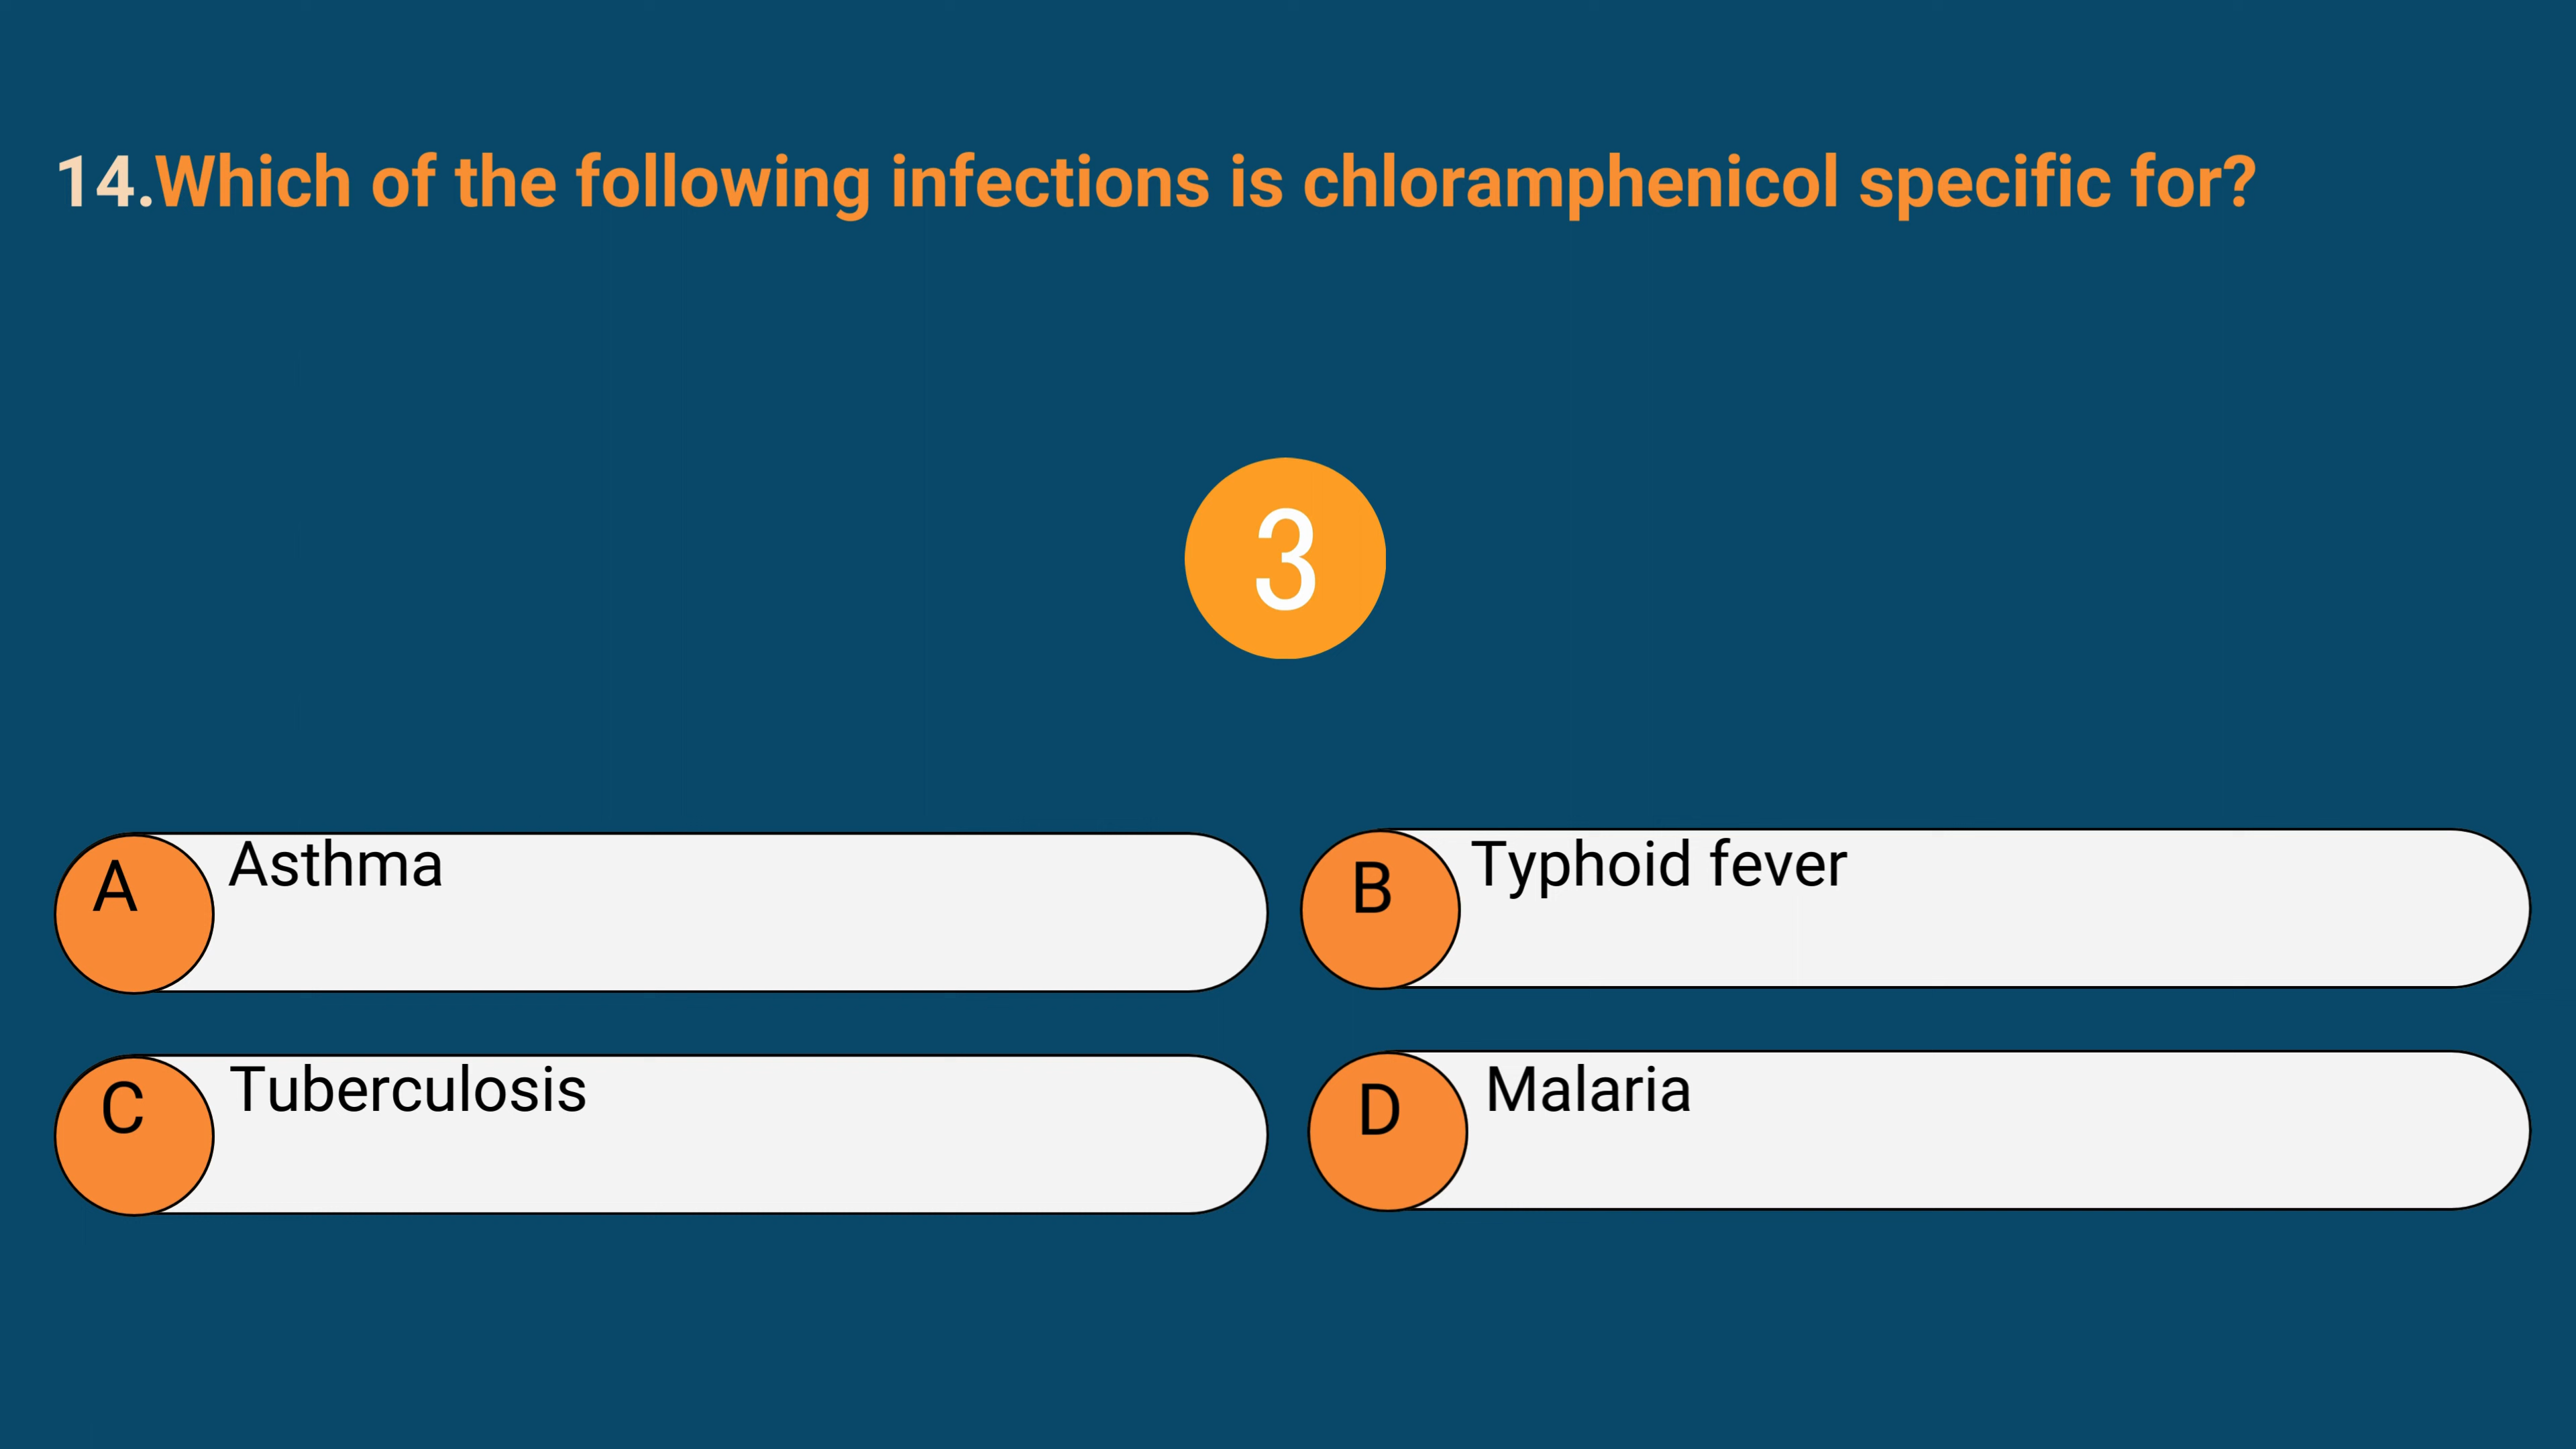 14.Which of the following infections is chloramphenicol specific for?
3
A Asthma
B Typhoid fever
C Tuberculosis
D Malaria